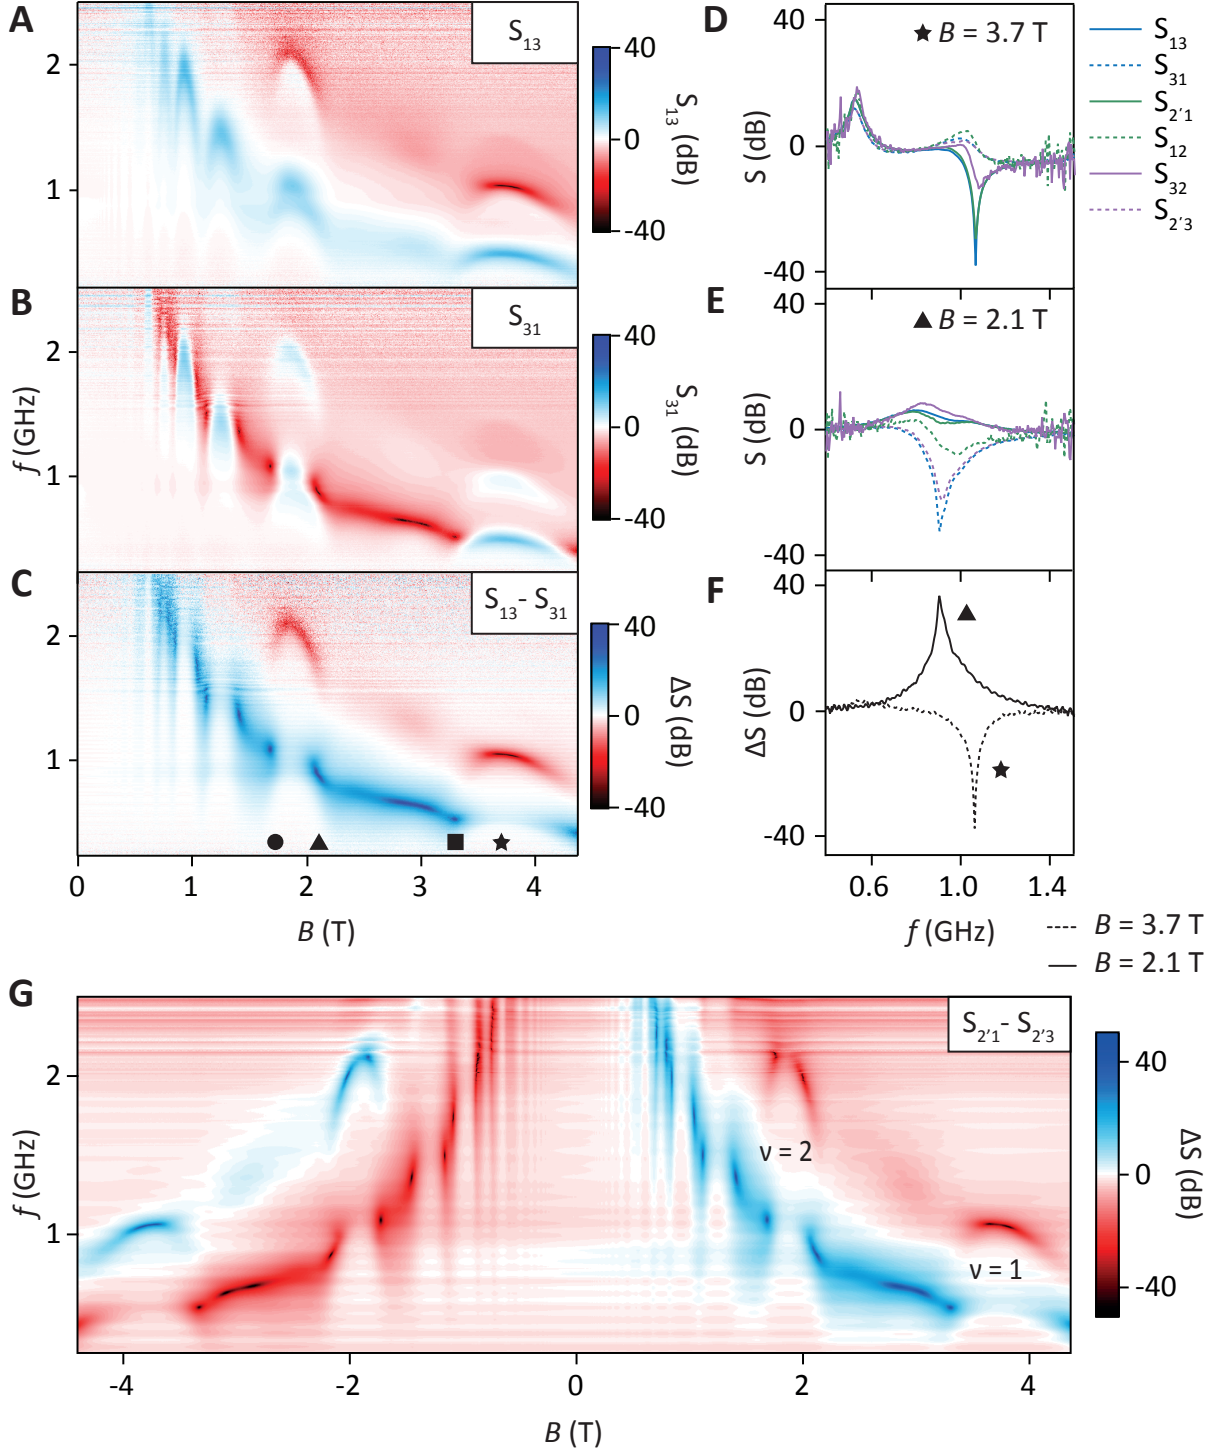 A
S13
2
1
40
0
-40
S13 (dB)
B
S31
2
1
f (GHz)
40
0
-40
S31 (dB)
C
S13 - S31
2
1
40
0
-40
ΔS (dB)
0 1 2 3 4
B (T)
D
★ B = 3.7 T
40
0
-40
S (dB)
S13
S31
S2'1
S12
S32
S2'3
E
▲ B = 2.1 T
40
0
-40
S (dB)
F
40
0
-40
ΔS (dB)
0.6 1.0 1.4
f (GHz)
B = 3.7 T
B = 2.1 T
G
S2'1 - S2'3
2
1
f (GHz)
ν = 2
ν = 1
40
0
-40
ΔS (dB)
-4 -2 0 2 4
B (T)